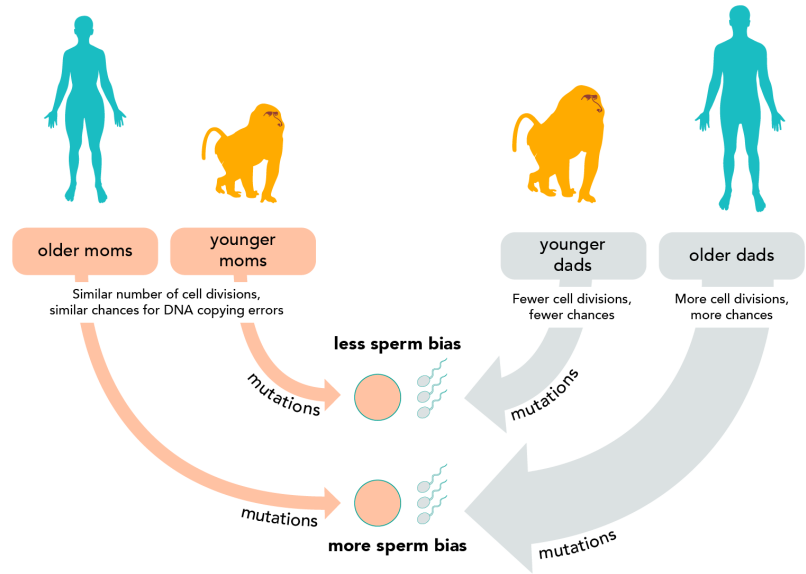 older moms
younger
moms
younger
dads
older dads
Similar number of cell divisions,
similar chances for DNA copying errors
Fewer cell divisions,
fewer chances
More cell divisions,
more chances
less sperm bias
mutations
mutations
mutations
more sperm bias
mutations